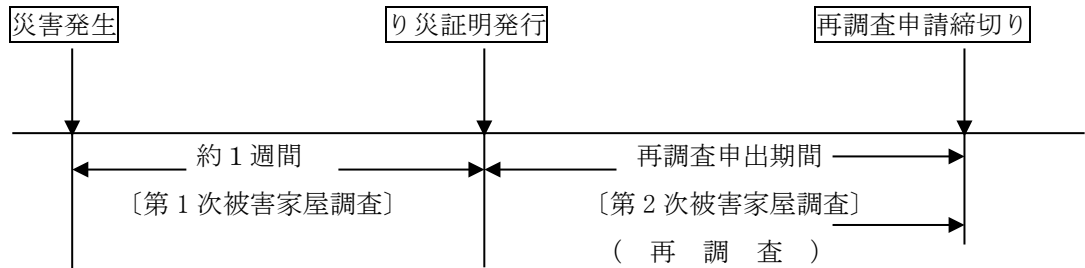 災害発生 り災証明発行 再調査申請締切り
約１週間 再調査申出期間
〔第１次被害家屋調査〕 〔第２次被害家屋調査〕
（ 再 調 査 ）